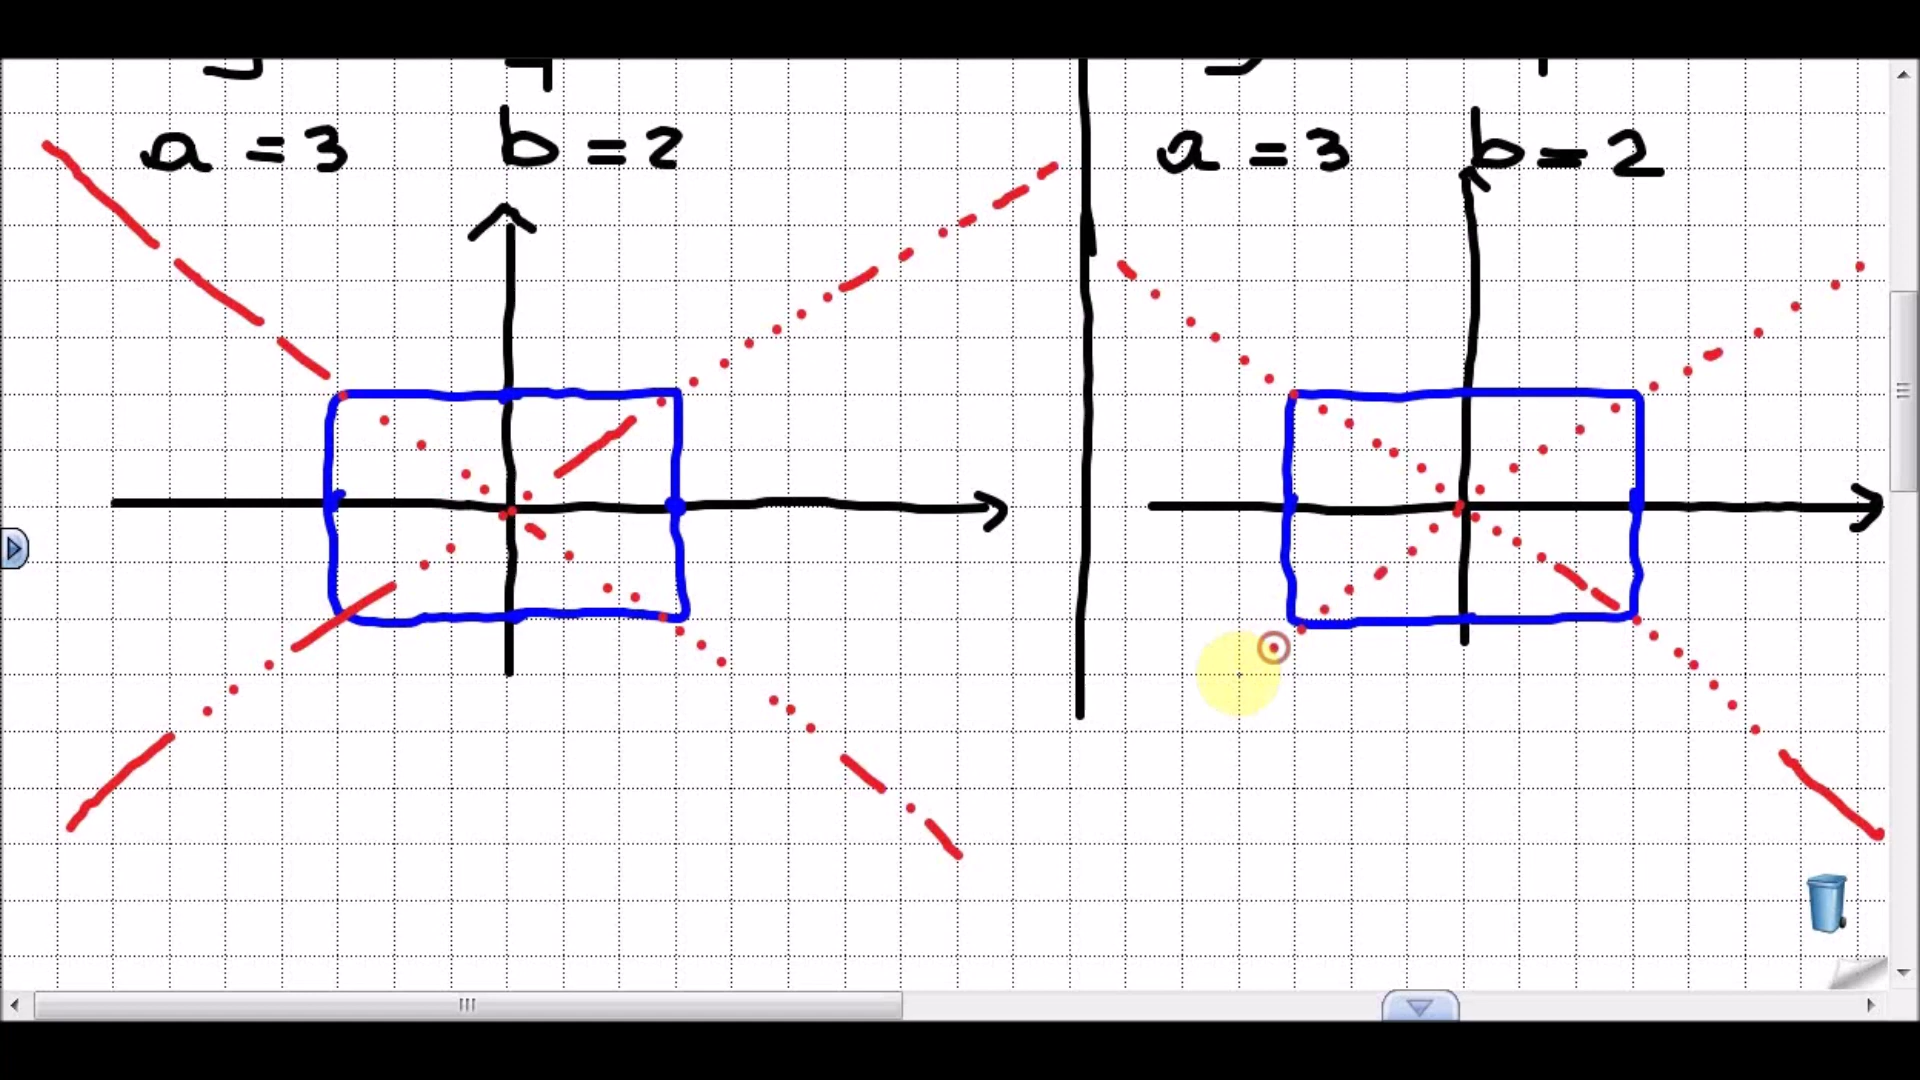 a = 3 b = 2
a = 3 b = 2